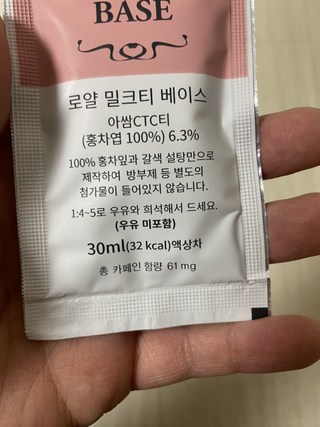 BASE
로얄 밀크티 베이스
아쌈CTC티
(홍차엽 100%) 6.3%
100% 홍차잎과 갈색 설탕만으로
제작하여 방부제 등 별도의
첨가물이 들어있지 않습니다.
1:4~5로 우유와 희석해서 드세요.
(우유 미포함)
30ml(32 kcal)액상차
총 카페인 함량 61 mg